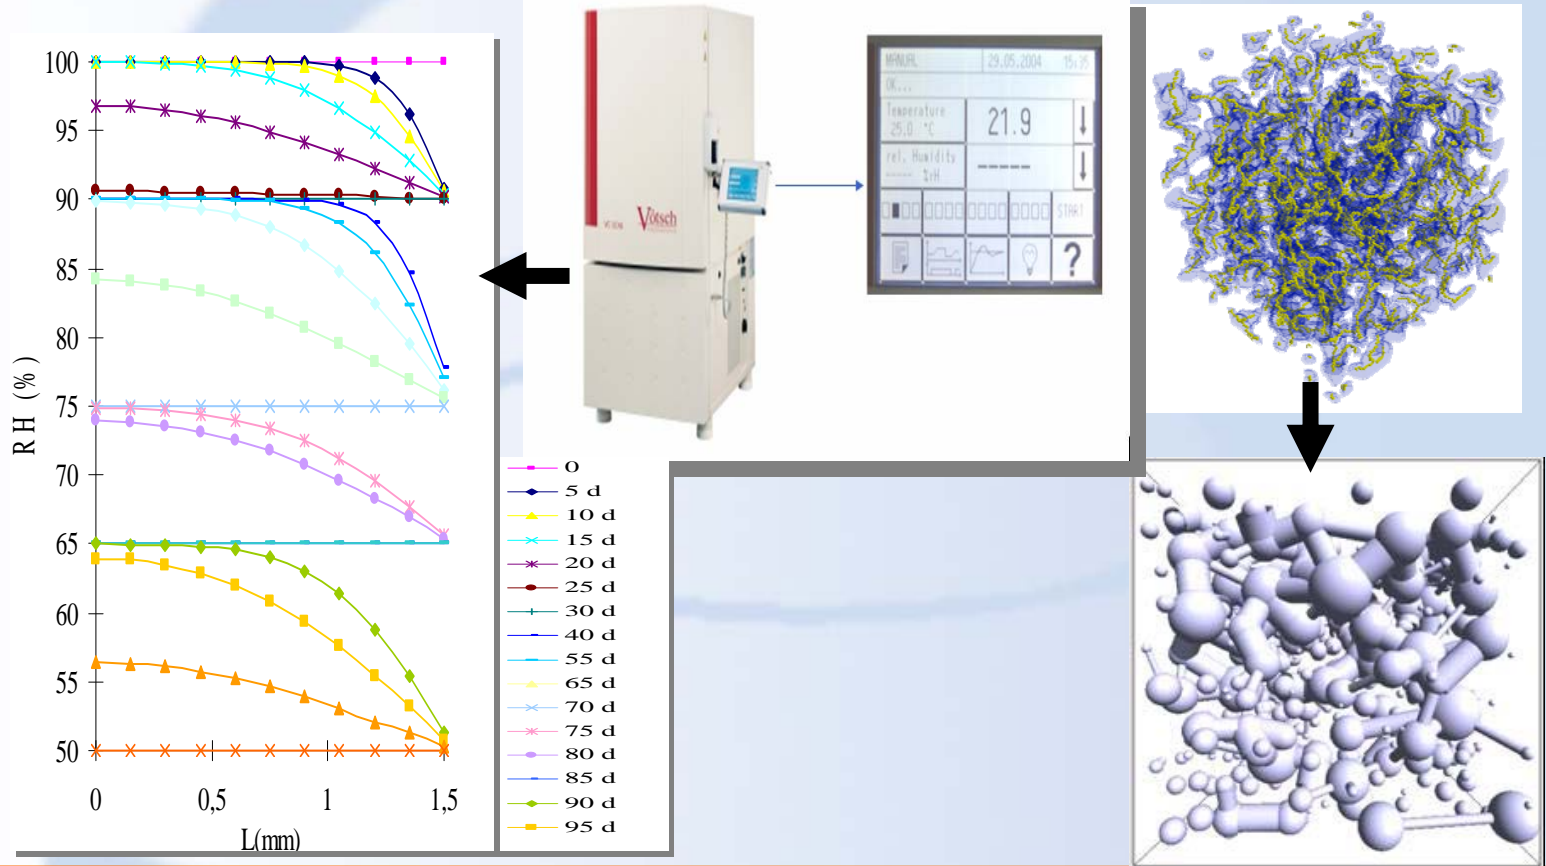 100
95
90
85
80
75
70
65
60
55
50
RH (%)
0
0,5
1
1,5
L(mm)
0
5 d
10 d
15 d
20 d
25 d
30 d
40 d
55 d
65 d
70 d
75 d
80 d
85 d
90 d
95 d
Vötsch
MANUAL 29.05.2004 15:35
OK...
Temperature
25.0 °C
21.9
rel. Humidity
----- %rH
-----
START
?